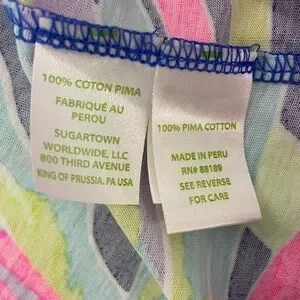 100% COTON PIMA
FABRIQUÉ AU
PEROU
SUGARTOWN
WORLDWIDE, LLC
800 THIRD AVENUE
KING OF PRUSSIA, PA USA
100% PIMA COTTON
MADE IN PERU
RN# 88189
SEE REVERSE
FOR CARE